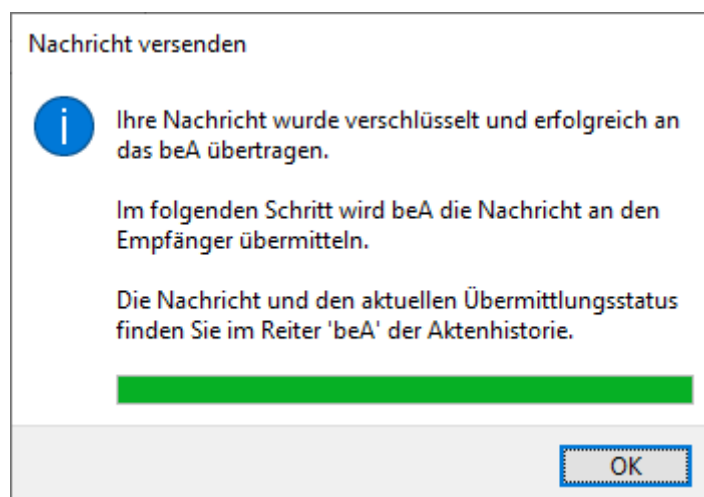 Nachricht versenden
Ihre Nachricht wurde verschlüsselt und erfolgreich an
das beA übertragen.
Im folgenden Schritt wird beA die Nachricht an den
Empfänger übermitteln.
Die Nachricht und den aktuellen Übermittlungsstatus
finden Sie im Reiter 'beA' der Aktenhistorie.
OK